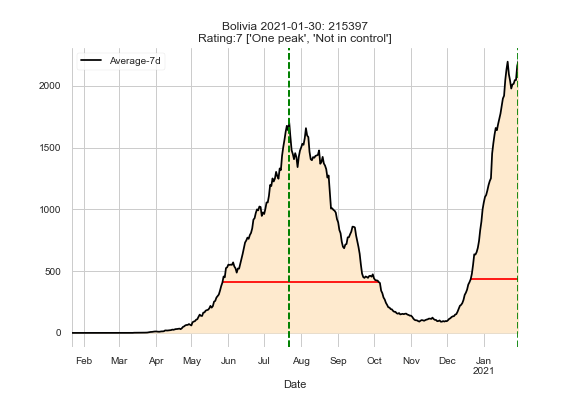 Bolivia 2021-01-30: 215397
Rating:7 ['One peak', 'Not in control']
Average-7d
2000
1500
1000
500
0
Feb Mar Apr May Jun Jul Aug Sep Oct Nov Dec Jan
2021
Date